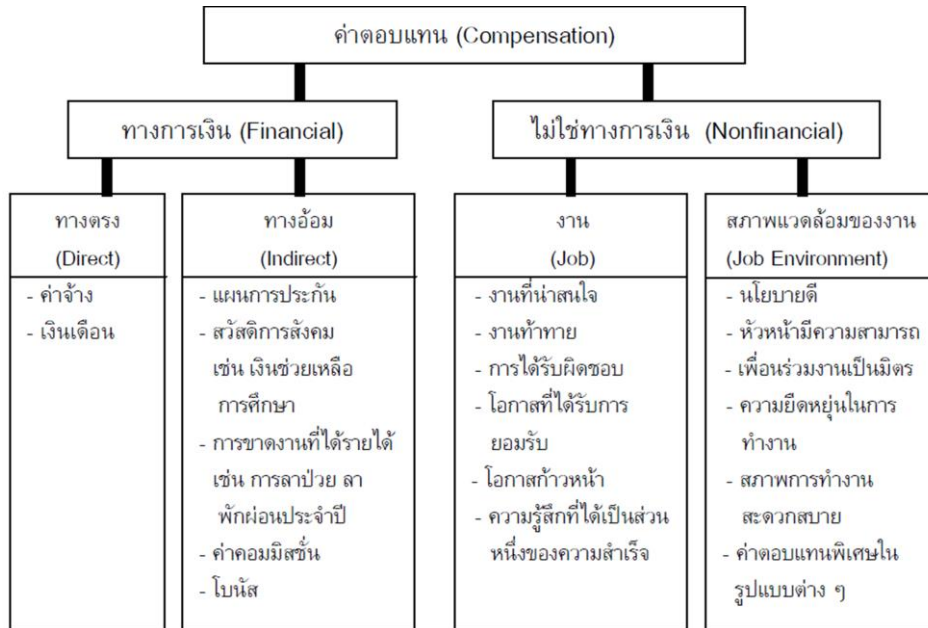 ค่าตอบแทน (Compensation)
ทางการเงิน (Financial)
ไม่ใช่ทางการเงิน (Nonfinancial)
ทางตรง
(Direct)
- ค่าจ้าง
- เงินเดือน
ทางอ้อม
(Indirect)
- แผนการประกัน
- สวัสดิการสังคม
เช่น เงินช่วยเหลือ
การศึกษา
- การขาดงานที่ได้รายได้
เช่น การลาป่วย ลา
พักผ่อนประจำปี
- ค่าคอมมิสชั่น
- โบนัส
งาน
(Job)
- งานที่น่าสนใจ
- งานท้าทาย
- การได้รับผิดชอบ
- โอกาสที่ได้รับการ
ยอมรับ
- โอกาสก้าวหน้า
- ความรู้สึกที่ได้เป็นส่วน
หนึ่งของความสำเร็จ
สภาพแวดล้อมของงาน
(Job Environment)
- นโยบายดี
- หัวหน้ามีความสามารถ
- เพื่อนร่วมงานเป็นมิตร
- ความยืดหยุ่นในการ
ทำงาน
- สภาพการทำงาน
สะดวกสบาย
- ค่าตอบแทนพิเศษใน
รูปแบบต่าง ๆ